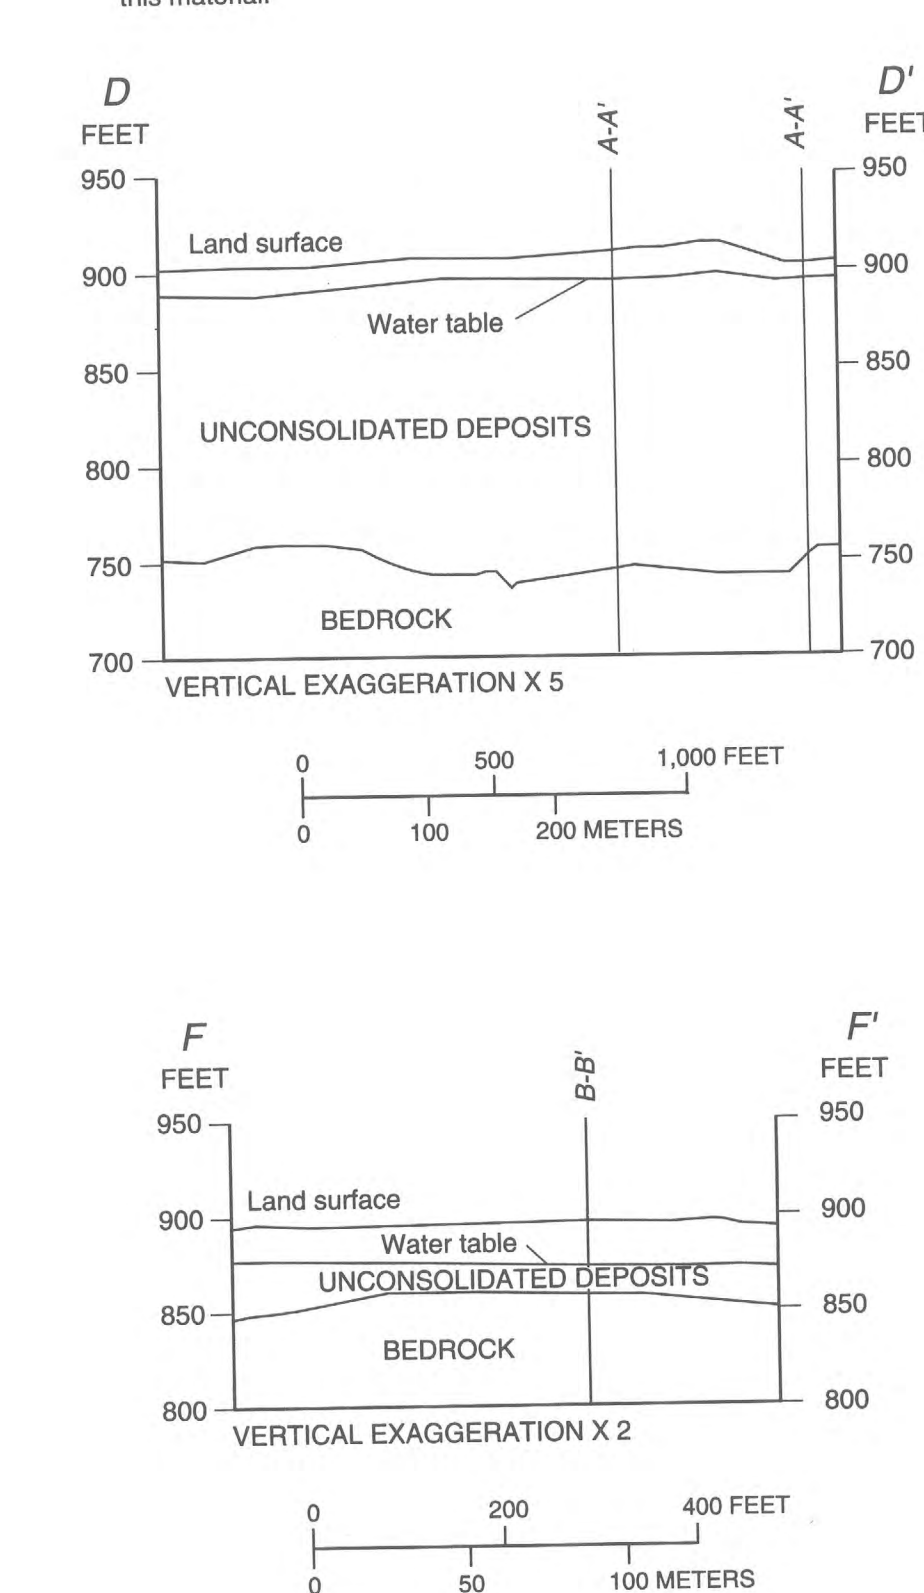 this material.
D
D'
FEET
FEET
A-A'
A-A'
950
950
Land surface
900
900
Water table
850
850
UNCONSOLIDATED DEPOSITS
800
800
750
750
BEDROCK
700
700
VERTICAL EXAGGERATION X 5
0 500 1,000 FEET
0 100 200 METERS
F
F'
FEET
FEET
B-B'
950
950
Land surface
900
900
Water table
UNCONSOLIDATED DEPOSITS
850
850
BEDROCK
800
800
VERTICAL EXAGGERATION X 2
0 200 400 FEET
0 50 100 METERS